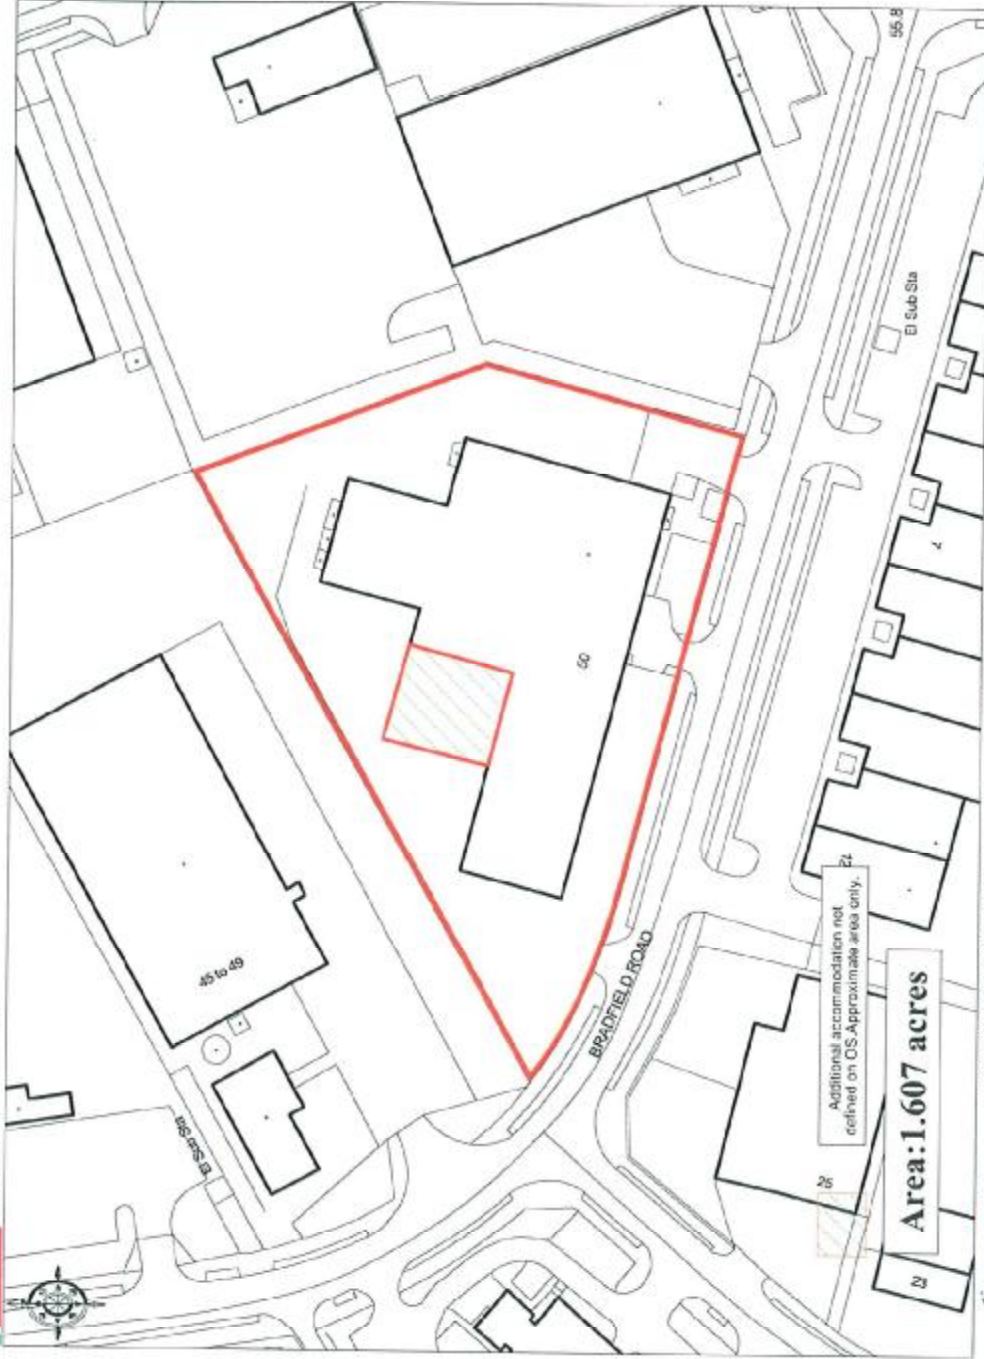 55.8
El Sub Sta
7
50
12
45 to 49
BRADFIELD ROAD
El Sub Sta
Additional accommodation not
defined on OS.Approximate area only.
25
Area:1.607 acres
23